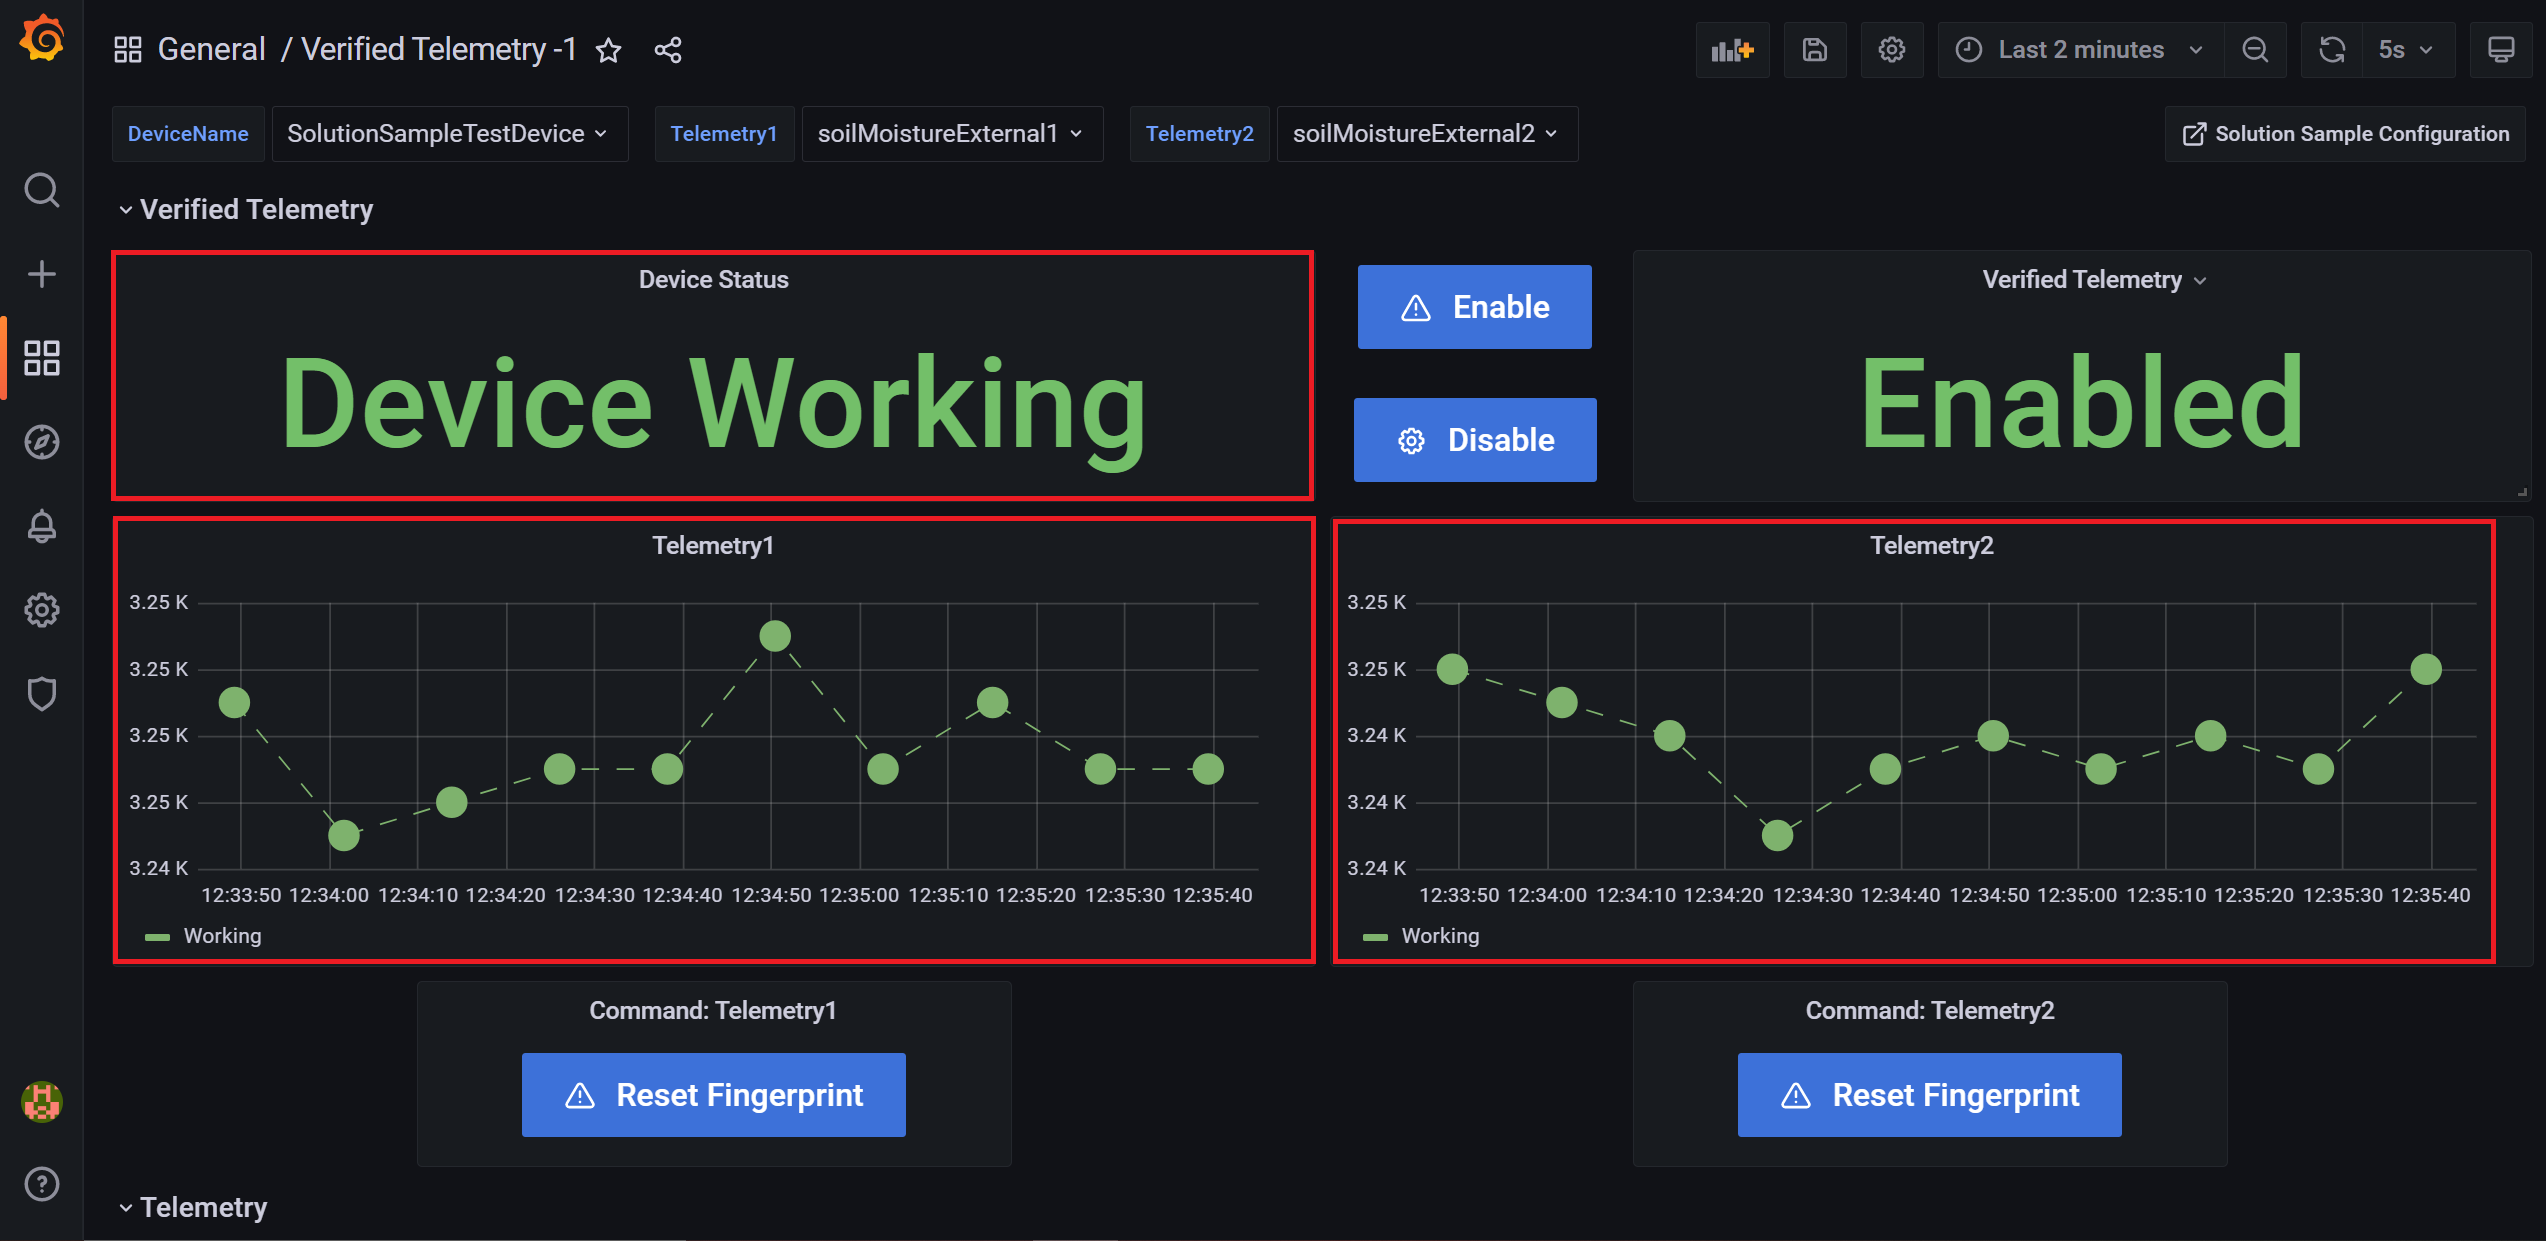 General / Verified Telemetry -1
Last 2 minutes
5s
DeviceName SolutionSampleTestDevice Telemetry1 soilMoistureExternal1 Telemetry2 soilMoistureExternal2
Solution Sample Configuration
Verified Telemetry
Device Status
Device Working
Enable
Disable
Verified Telemetry
Enabled
Telemetry1
3.25 K
3.25 K
3.25 K
3.25 K
3.24 K
12:33:50 12:34:00 12:34:10 12:34:20 12:34:30 12:34:40 12:34:50 12:35:00 12:35:10 12:35:20 12:35:30 12:35:40
Working
Telemetry2
3.25 K
3.25 K
3.24 K
3.24 K
3.24 K
12:33:50 12:34:00 12:34:10 12:34:20 12:34:30 12:34:40 12:34:50 12:35:00 12:35:10 12:35:20 12:35:30 12:35:40
Working
Command: Telemetry1
Reset Fingerprint
Command: Telemetry2
Reset Fingerprint
Telemetry